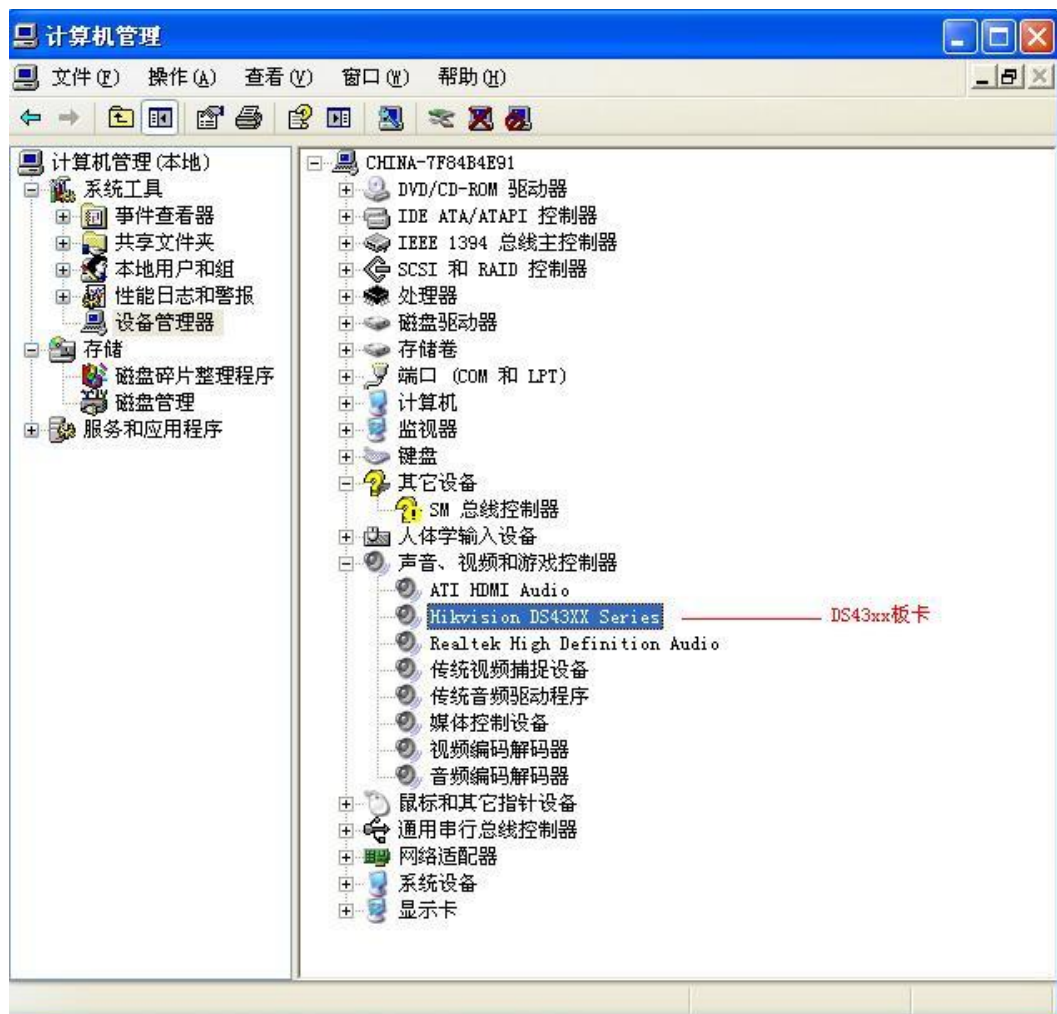 计算机管理
文件(F) 操作(A) 查看(V) 窗口(W) 帮助(H)
计算机管理(本地)
系统工具
事件查看器
共享文件夹
本地用户和组
性能日志和警报
设备管理器
存储
磁盘碎片整理程序
磁盘管理
服务和应用程序
CHINA-7F84B4E91
DVD/CD-ROM 驱动器
IDE ATA/ATAPI 控制器
IEEE 1394 总线主控制器
SCSI 和 RAID 控制器
处理器
磁盘驱动器
存储卷
端口 (COM 和 LPT)
计算机
监视器
键盘
其它设备
SM 总线控制器
人体学输入设备
声音、视频和游戏控制器
ATI HDMI Audio
Hikvision DS43XX Series DS43xx板卡
Realtek High Definition Audio
传统视频捕捉设备
传统音频驱动程序
媒体控制设备
视频编码解码器
音频编码解码器
鼠标和其它指针设备
通用串行总线控制器
网络适配器
系统设备
显示卡